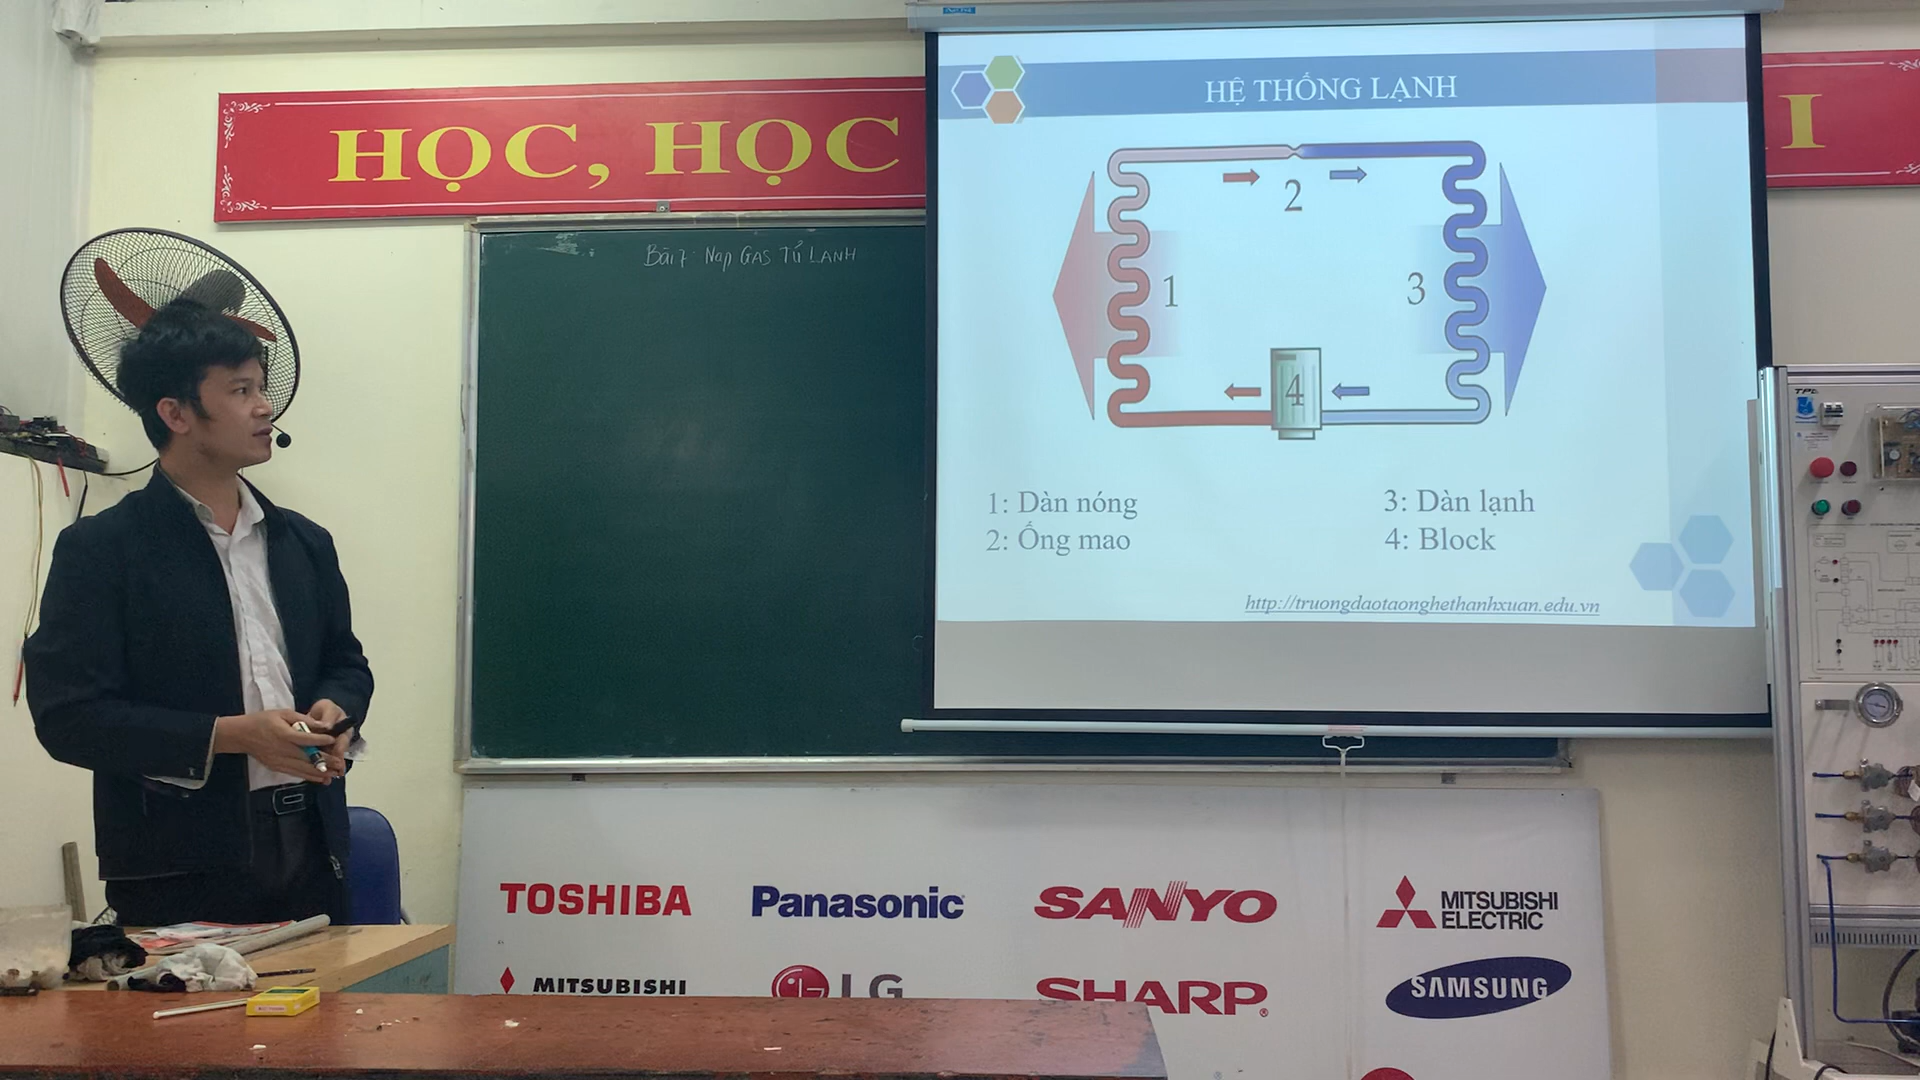 HỌC, HỌC
I
Bài 7: Nạp GAS TỦ LẠNH
HỆ THỐNG LẠNH
1
2
3
4
1: Dàn nóng
2: Ống mao
3: Dàn lạnh
4: Block
http://truongdaotaonghethanhxuan.edu.vn
TOSHIBA
Panasonic
SANYO
MITSUBISHI ELECTRIC
MITSUBISHI
LG
SHARP
SAMSUNG